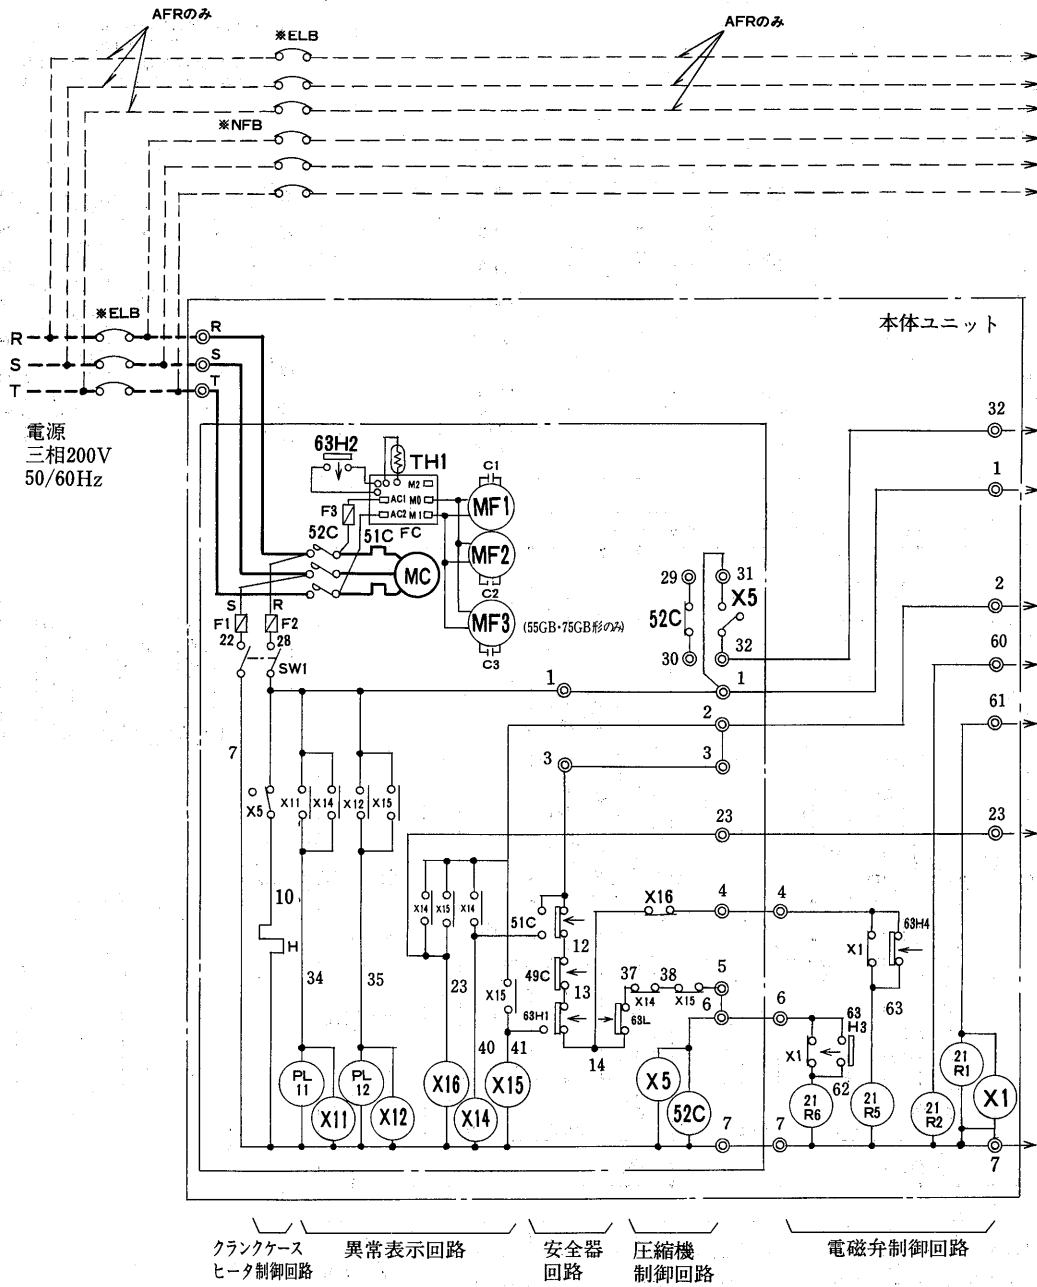 AFRのみ
AFRのみ
※ELB
※NFB
※ELB
R
S
T
R
S
T
本体ユニット
電源
三相200V
50/60Hz
32
63H2
TH1
C1
1
M2
AC1 M0
MF1
F3
AC2 M1
52C
51C
FC
MF2
MC
C2
29
31
2
S
R
52C
X5
F1
F2
MF3
(55GB・75GB形のみ)
22
28
30
32
60
SW1
C3
1
1
61
2
7
3
3
X5
X11
X14
X12
X15
23
23
10
X14
X15
X14
X16
4
4
51C
63H4
H
12
X1
34
35
23
49C
37
38
5
X15
13
X14
X15
63
63H1
63L
6
6
63
H3
40
41
14
X1
21
R1
PL
11
PL
12
X16
X15
X5
62
X11
X12
X14
52C
21
R6
21
R5
21
R2
X1
7
7
7
クランクケース
ヒータ制御回路
異常表示回路
安全器
回路
圧縮機
制御回路
電磁弁制御回路